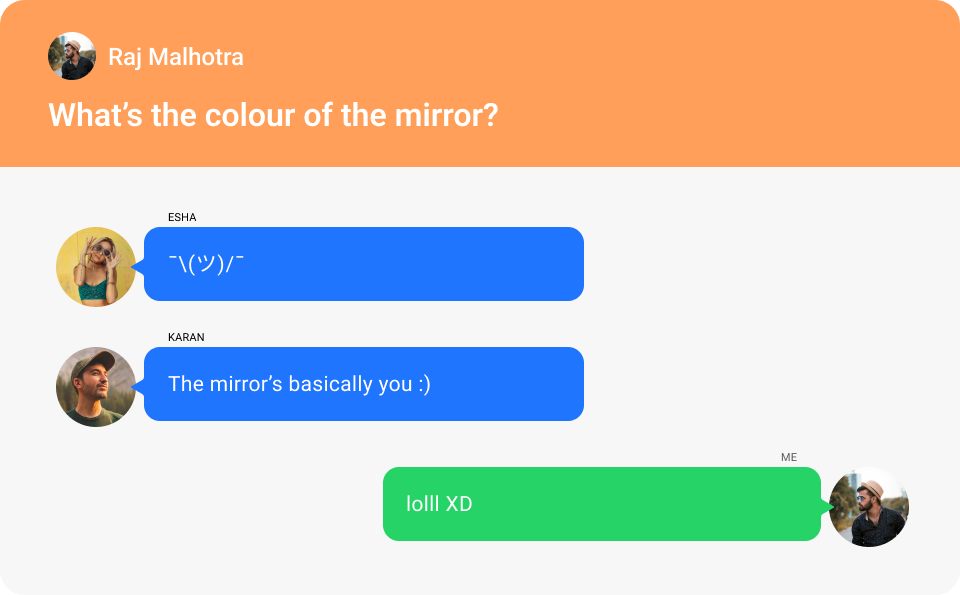 Raj Malhotra
What’s the colour of the mirror?
ESHA
¯\(ツ)/¯
KARAN
The mirror’s basically you :)
ME
lolll XD